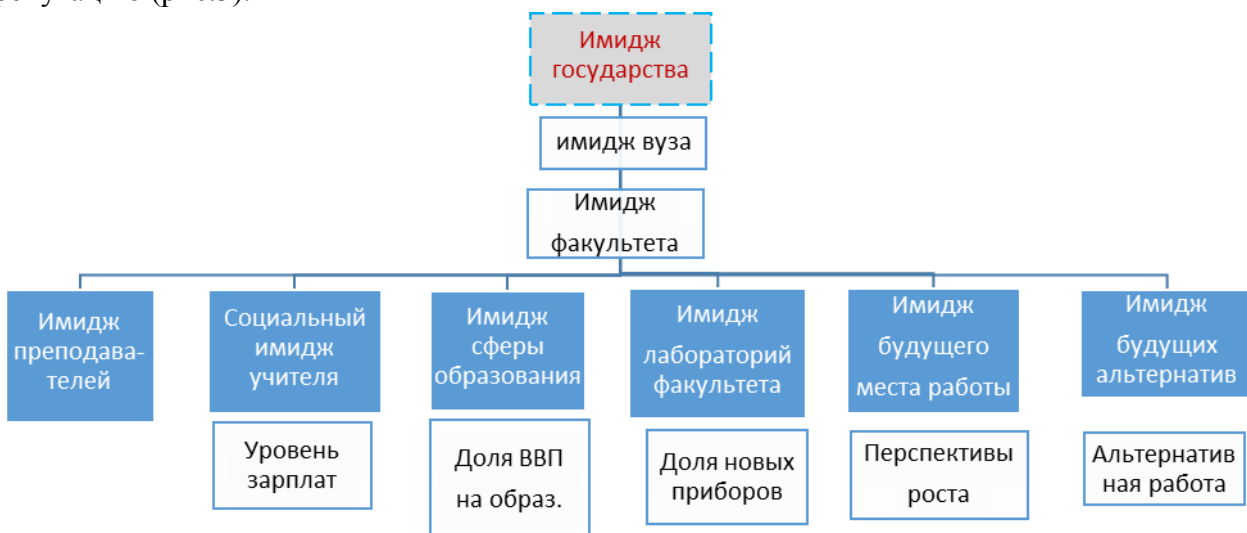 Имидж
государства
имидж вуза
Имидж
факультета
Имидж
преподава-
телей
Социальный
имидж
учителя
Имидж
сферы
образования
Имидж
лабораторий
факультета
Имидж
будущего
места работы
Имидж
будущих
альтернатив
Уровень
зарплат
Доля ВВП
на образ.
Доля новых
приборов
Перспективы
роста
Альтернатив
ная работа